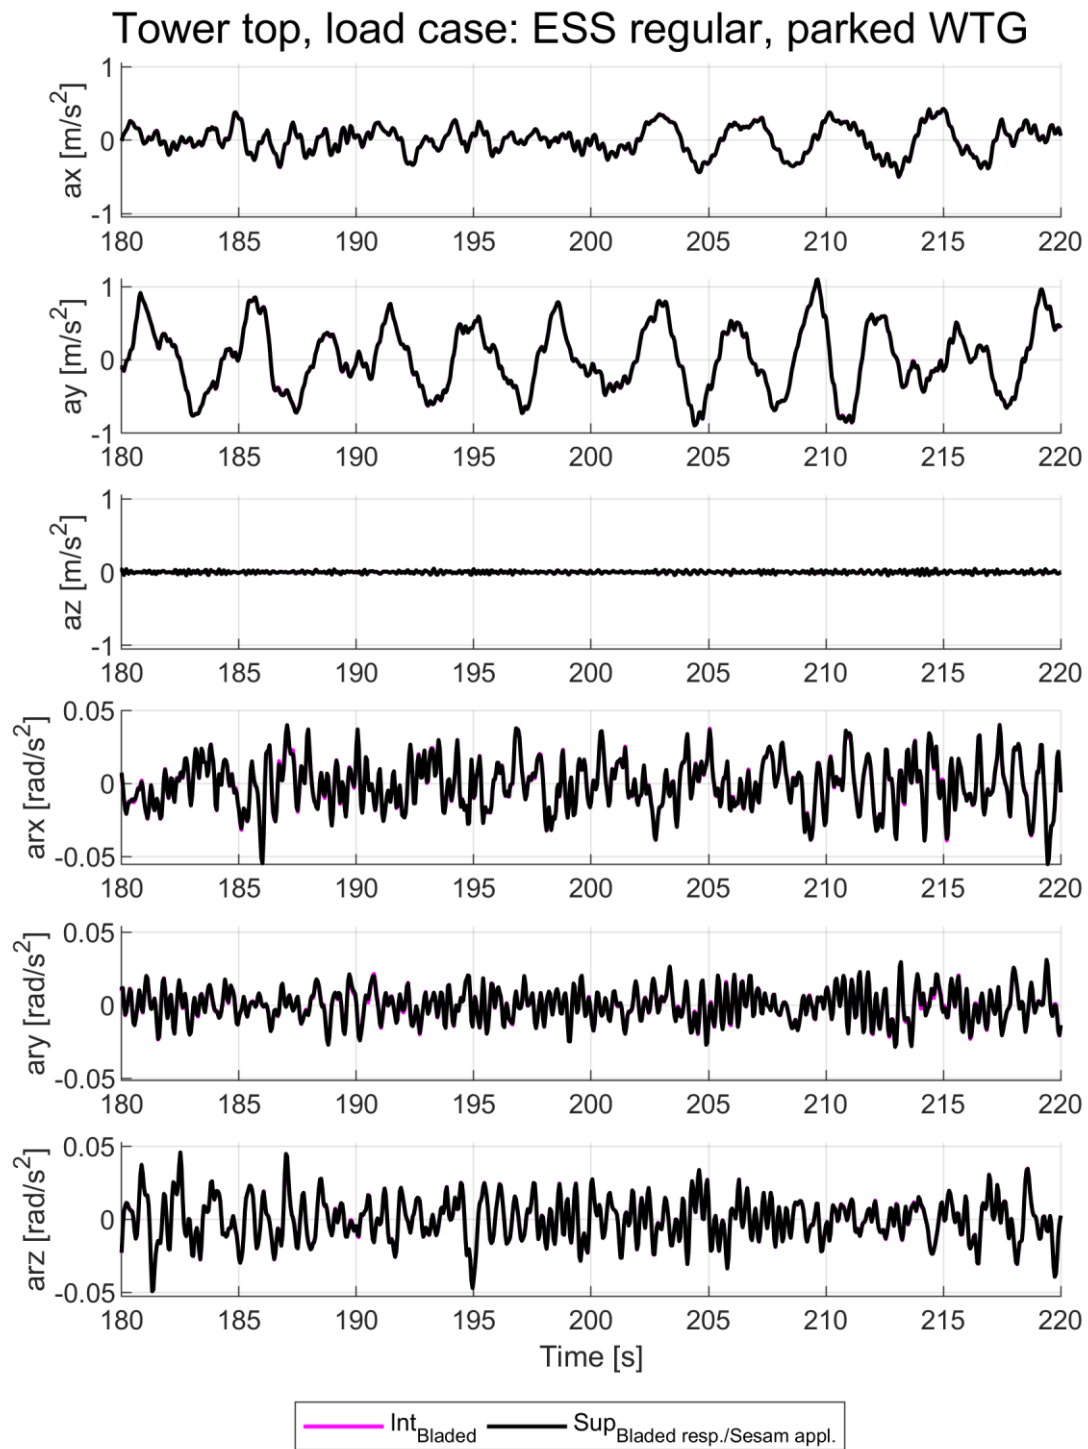 Tower top, load case: ESS regular, parked WTG
1
0
-1
ax [m/s²]
180 185 190 195 200 205 210 215 220
1
0
-1
ay [m/s²]
180 185 190 195 200 205 210 215 220
1
0
-1
az [m/s²]
180 185 190 195 200 205 210 215 220
0.05
0
-0.05
arx [rad/s²]
180 185 190 195 200 205 210 215 220
0.05
0
-0.05
ary [rad/s²]
180 185 190 195 200 205 210 215 220
0.05
0
-0.05
arz [rad/s²]
180 185 190 195 200 205 210 215 220
Time [s]
Int Bladed Sup Bladed resp./Sesam appl.